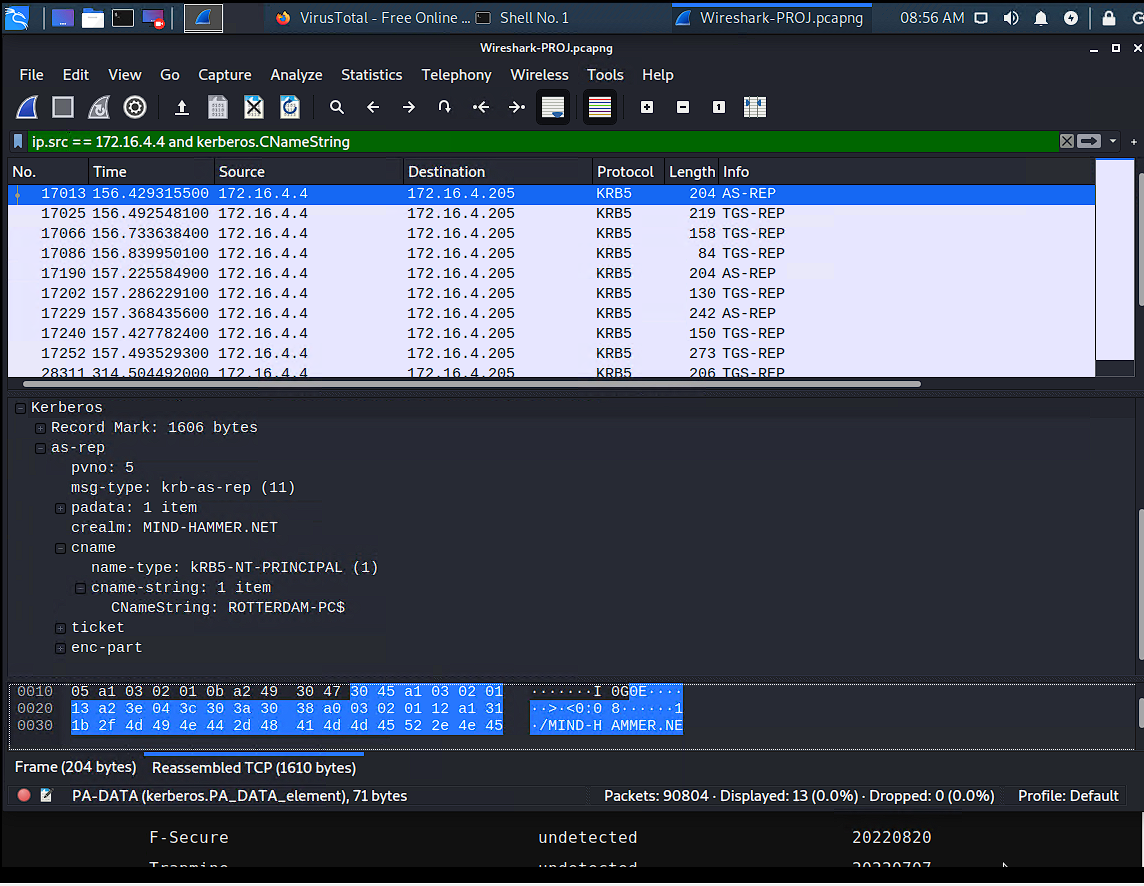 VirusTotal - Free Online ... Shell No. 1 Wireshark-PROJ.pcapng 08:56 AM
Wireshark-PROJ.pcapng
File Edit View Go Capture Analyze Statistics Telephony Wireless Tools Help
ip.src == 172.16.4.4 and kerberos.CNameString
No. Time Source Destination Protocol Length Info
17013 156.429315500 172.16.4.4 172.16.4.205 KRB5 204 AS-REP
17025 156.492548100 172.16.4.4 172.16.4.205 KRB5 219 TGS-REP
17066 156.733638400 172.16.4.4 172.16.4.205 KRB5 158 TGS-REP
17086 156.839950100 172.16.4.4 172.16.4.205 KRB5 84 TGS-REP
17190 157.225584900 172.16.4.4 172.16.4.205 KRB5 204 AS-REP
17202 157.286229100 172.16.4.4 172.16.4.205 KRB5 130 TGS-REP
17229 157.368435600 172.16.4.4 172.16.4.205 KRB5 242 AS-REP
17240 157.427782400 172.16.4.4 172.16.4.205 KRB5 150 TGS-REP
17252 157.493529300 172.16.4.4 172.16.4.205 KRB5 273 TGS-REP
28311 314.504492000 172.16.4.4 172.16.4.205 KRB5 206 TGS-REP
Kerberos
Record Mark: 1606 bytes
as-rep
pvno: 5
msg-type: krb-as-rep (11)
padata: 1 item
crealm: MIND-HAMMER.NET
cname
name-type: kRB5-NT-PRINCIPAL (1)
cname-string: 1 item
CNameString: ROTTERDAM-PC$
ticket
enc-part
0010 05 a1 03 02 01 0b a2 49 30 47 30 45 a1 03 02 01 ·······I 0G0E····
0020 13 a2 3e 04 3c 30 3a 30 38 a0 03 02 01 12 a1 31 ··>·<0:0 8······1
0030 1b 2f 4d 49 4e 44 2d 48 41 4d 4d 45 52 2e 4e 45 ·/MIND-H AMMER.NE
Frame (204 bytes) Reassembled TCP (1610 bytes)
PA-DATA (kerberos.PA_DATA_element), 71 bytes Packets: 90804 · Displayed: 13 (0.0%) · Dropped: 0 (0.0%) Profile: Default
F-Secure undetected 20220820
undetected